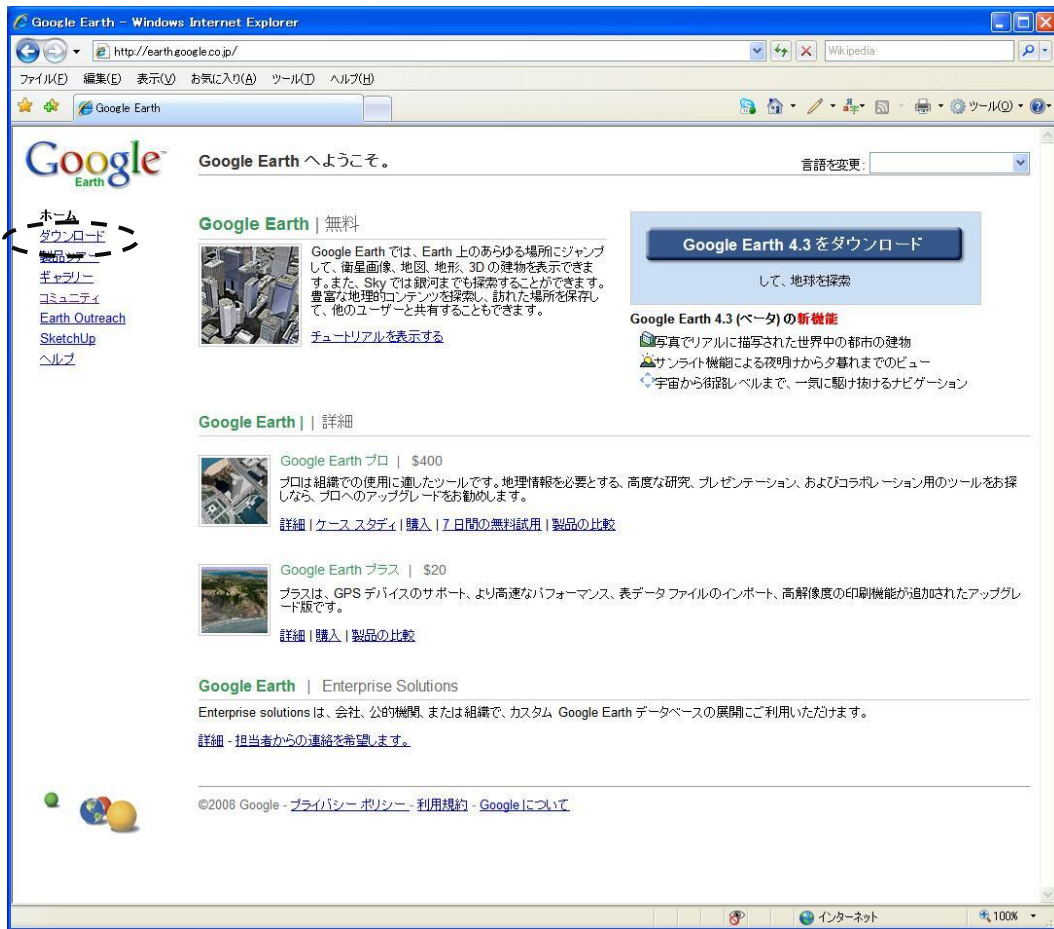 Google Earth - Windows Internet Explorer
http://earth.google.co.jp/
Wikipedia
ファイル(F) 編集(E) 表示(V) お気に入り(A) ツール(T) ヘルプ(H)
Google Earth
ツール(O)
Google
Earth
Google Earth へようこそ。
言語を変更:
ホーム
ダウンロード
製品ツアー
ギャラリー
コミュニティ
Earth Outreach
SketchUp
ヘルプ
Google Earth | 無料
Google Earth では、Earth 上のあらゆる場所にジャンプ
して、衛星画像、地図、地形、3D の建物を表示できま
す。また、Sky では銀河までも探索することができます。
豊富な地理的コンテンツを探索し、訪れた場所を保存し
て、他のユーザーと共有することもできます。
チュートリアルを表示する
Google Earth 4.3 をダウンロード
して、地球を探索
Google Earth 4.3 (ベータ) の新機能
写真でリアルに描写された世界中の都市の建物
サンライト機能による夜明けから夕暮れまでのビュー
宇宙から街路レベルまで、一気に駆け抜けるナビゲーション
Google Earth | | 詳細
Google Earth プロ | $400
プロは組織での使用に適したツールです。地理情報を必要とする、高度な研究、プレゼンテーション、およびコラボレーション用のツールをお探
しなら、プロへのアップグレードをお勧めします。
詳細 | ケース スタディ | 購入 | 7 日間の無料試用 | 製品の比較
Google Earth プラス | $20
プラスは、GPS デバイスのサポート、より高速なパフォーマンス、表データ ファイルのインポート、高解像度の印刷機能が追加されたアップグレ
ード版です。
詳細 | 購入 | 製品の比較
Google Earth | Enterprise Solutions
Enterprise solutions は、会社、公的機関、または組織で、カスタム Google Earth データベースの展開にご利用いただけます。
詳細 - 担当者からの連絡を希望します。
©2008 Google - プライバシー ポリシー - 利用規約 - Google について
インターネット
100%